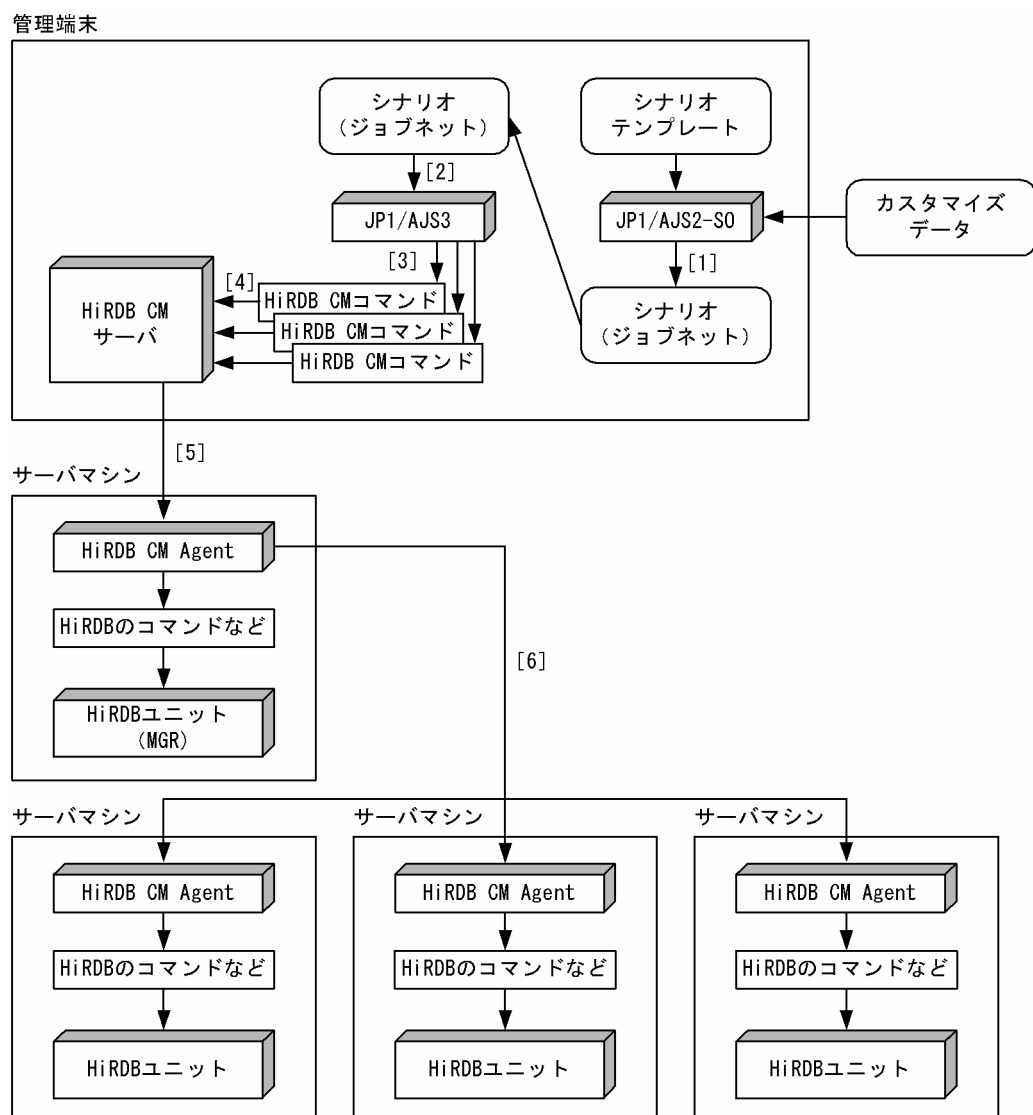 管理端末
シナリオ
(ジョブネット)
シナリオ
テンプレート
[2]
JP1/AJS3
JP1/AJS2-SO
カスタマイズ
データ
[3]
[1]
[4]
HiRDB CM
サーバ
HiRDB CMコマンド
HiRDB CMコマンド
HiRDB CMコマンド
シナリオ
(ジョブネット)
[5]
サーバマシン
HiRDB CM Agent
HiRDBのコマンドなど
[6]
HiRDBユニット
(MGR)
サーバマシン
サーバマシン
サーバマシン
HiRDB CM Agent
HiRDB CM Agent
HiRDB CM Agent
HiRDBのコマンドなど
HiRDBのコマンドなど
HiRDBのコマンドなど
HiRDBユニット
HiRDBユニット
HiRDBユニット